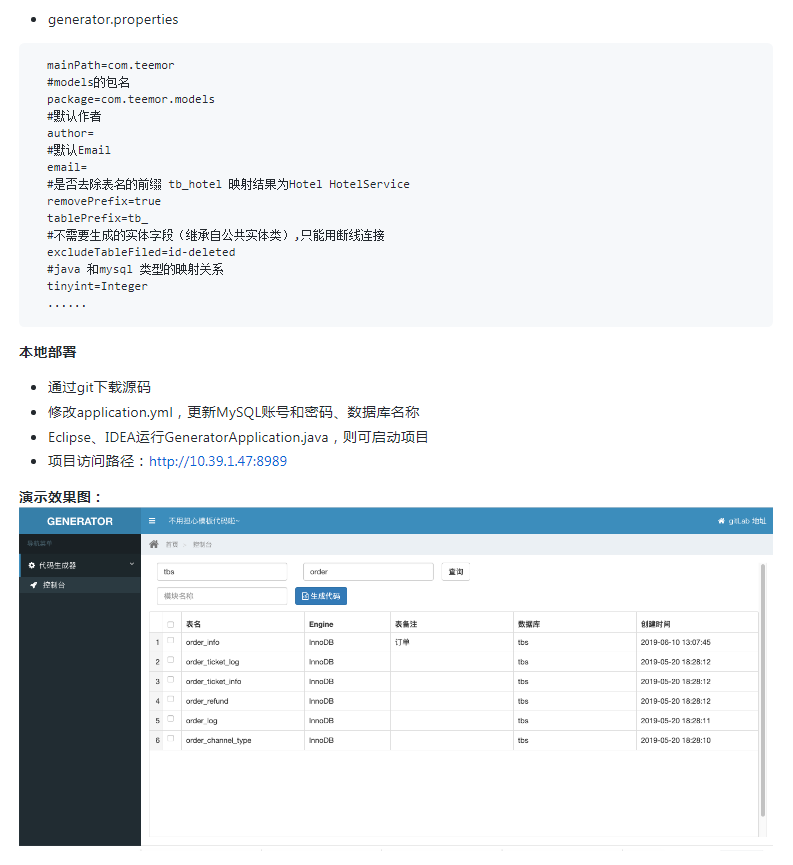 generator.properties
mainPath=com.teemor
#models的包名
package=com.teemor.models
#默认作者
author=
#默认Email
email=
#是否去除表名的前缀 tb_hotel 映射结果为Hotel HotelService
removePrefix=true
tablePrefix=tb_
#不需要生成的实体字段（继承自公共实体类）,只能用断线连接
excludeTableFiled=id-deleted
#java 和mysql 类型的映射关系
tinyint=Integer
......
本地部署
通过git下载源码
修改application.yml，更新MySQL账号和密码、数据库名称
Eclipse、IDEA运行GeneratorApplication.java，则可启动项目
项目访问路径：http://10.39.1.47:8989
演示效果图：
GENERATOR 不用担心模板代码啦~ gitLab 地址
首页 > 控制台
代码生成器
控制台
tbs order 查询
模块名称 生成代码
表名 Engine 表备注 数据库 创建时间
1 order_info InnoDB 订单 tbs 2019-06-10 13:07:45
2 order_ticket_log InnoDB tbs 2019-05-20 18:28:12
3 order_ticket_info InnoDB tbs 2019-05-20 18:28:12
4 order_refund InnoDB tbs 2019-05-20 18:28:12
5 order_log InnoDB tbs 2019-05-20 18:28:11
6 order_channel_type InnoDB tbs 2019-05-20 18:28:10